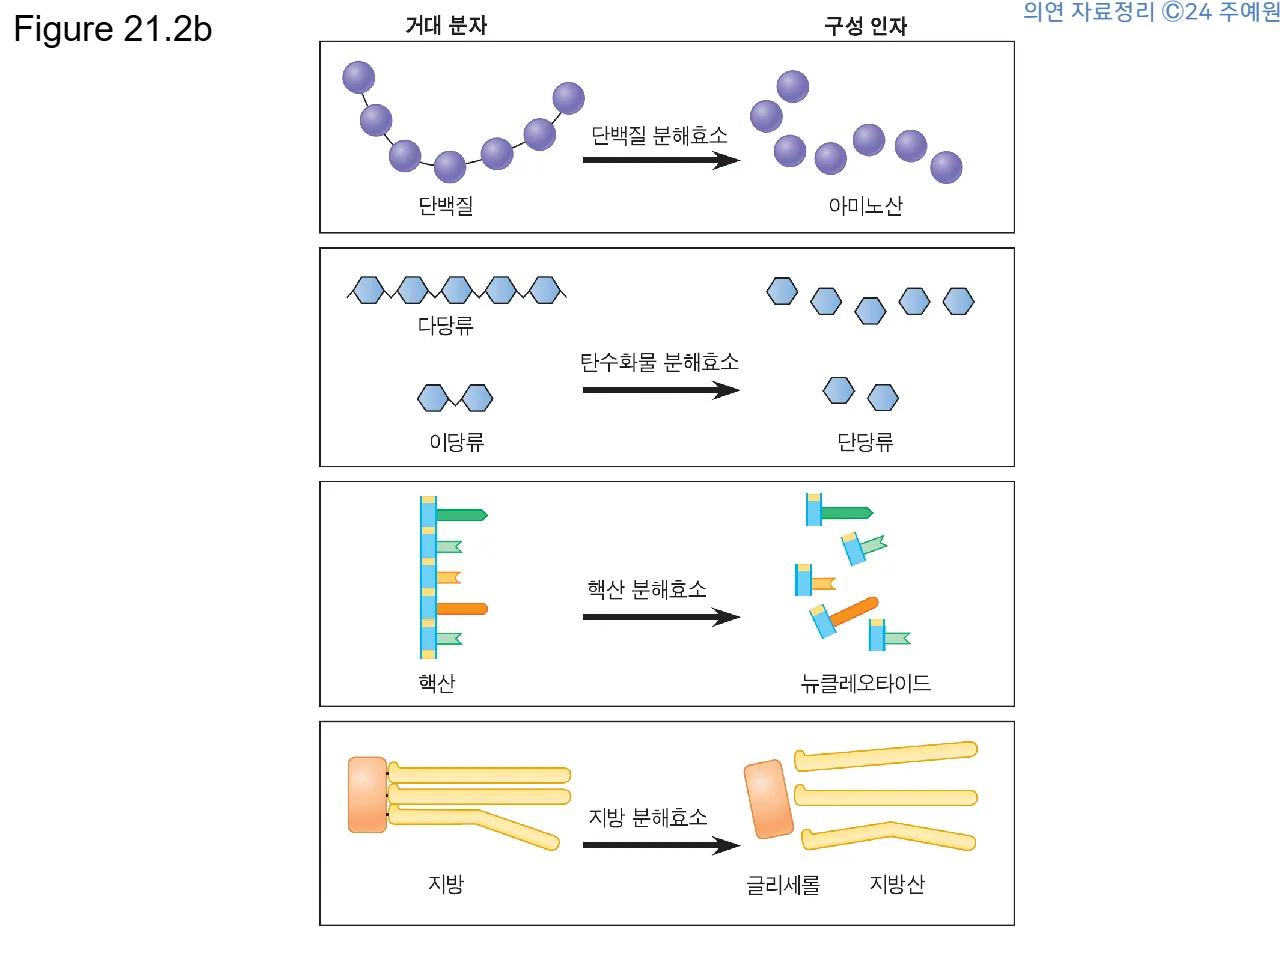 Figure 21.2b
의연 자료정리 ©24 주예원
거대 분자
구성 인자
단백질 분해효소
단백질
아미노산
다당류
탄수화물 분해효소
이당류
단당류
핵산 분해효소
핵산
뉴클레오타이드
지방 분해효소
지방
글리세롤
지방산